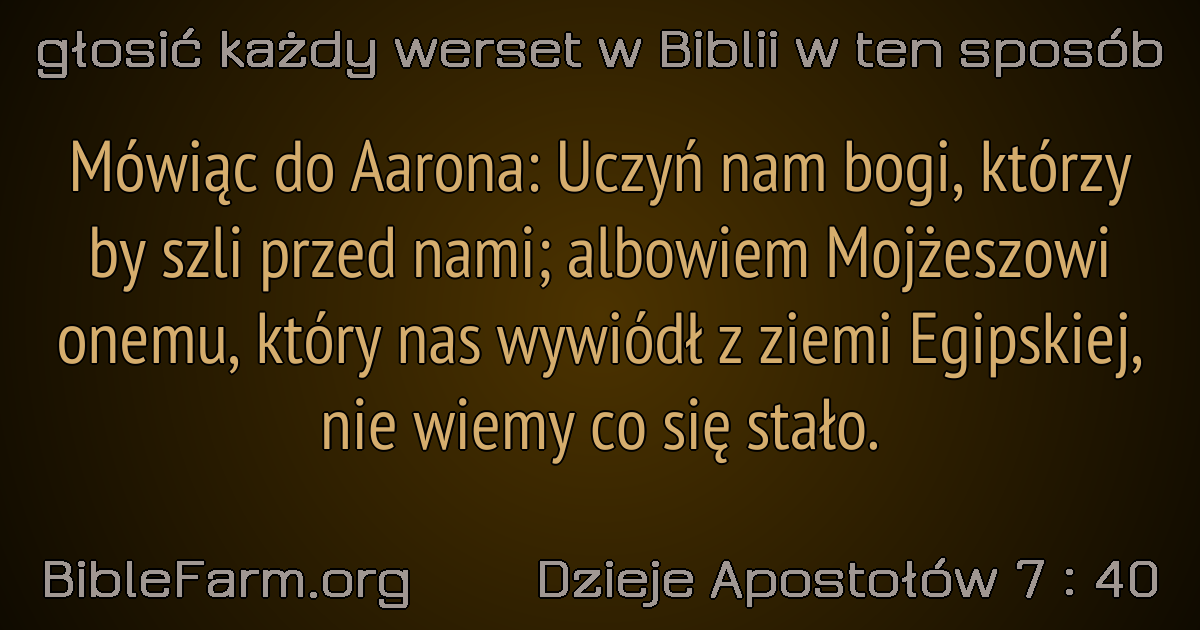 głosić każdy werset w Biblii w ten sposób
Mówiąc do Aarona: Uczyń nam bogi, którzy
by szli przed nami; albowiem Mojżeszowi
onemu, który nas wywiódł z ziemi Egipskiej,
nie wiemy co się stało.
BibleFarm.org
Dzieje Apostołów 7 : 40